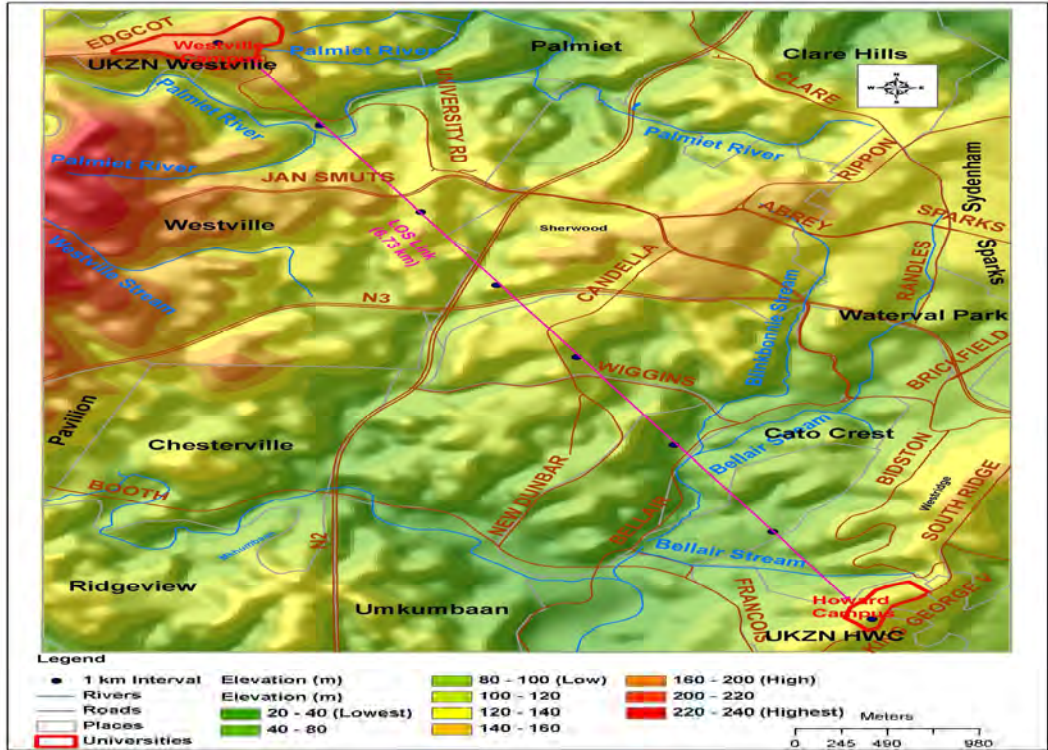 EDGCOT
Westville
Campus
UKZN Westville
Palmiet River
Palmiet
Clare Hills
CLARE
Palmiet River
Palmiet River
UNIVERSITY RD
Palmiet River
RIPPON
JAN SMUTS
Sydenham
Westville
LOS Link
(6.73 km)
Sherwood
ABREY
SPARKS
Sparks
Westville Stream
CANDELLA
RANDLES
N3
Blinkbonnie Stream
Waterval Park
WIGGINS
BRICKFIELD
Pavilion
Chesterville
Cato Crest
Bellair Stream
BIDSTON
Westridge
SOUTH RIDGE
BOOTH
NEW DUNBAR
BELLAIR
N2
Bellair Stream
Ridgeview
Umkumbaan
FRANCOIS
Howard
Campus
UKZN HWC
KING GEORGE V
Legend
1 km Interval
Rivers
Roads
Places
Universities
Elevation (m)
Elevation (m)
20 - 40 (Lowest)
40 - 80
80 - 100 (Low)
100 - 120
120 - 140
140 - 160
160 - 200 (High)
200 - 220
220 - 240 (Highest)
Meters
0 245 490 980